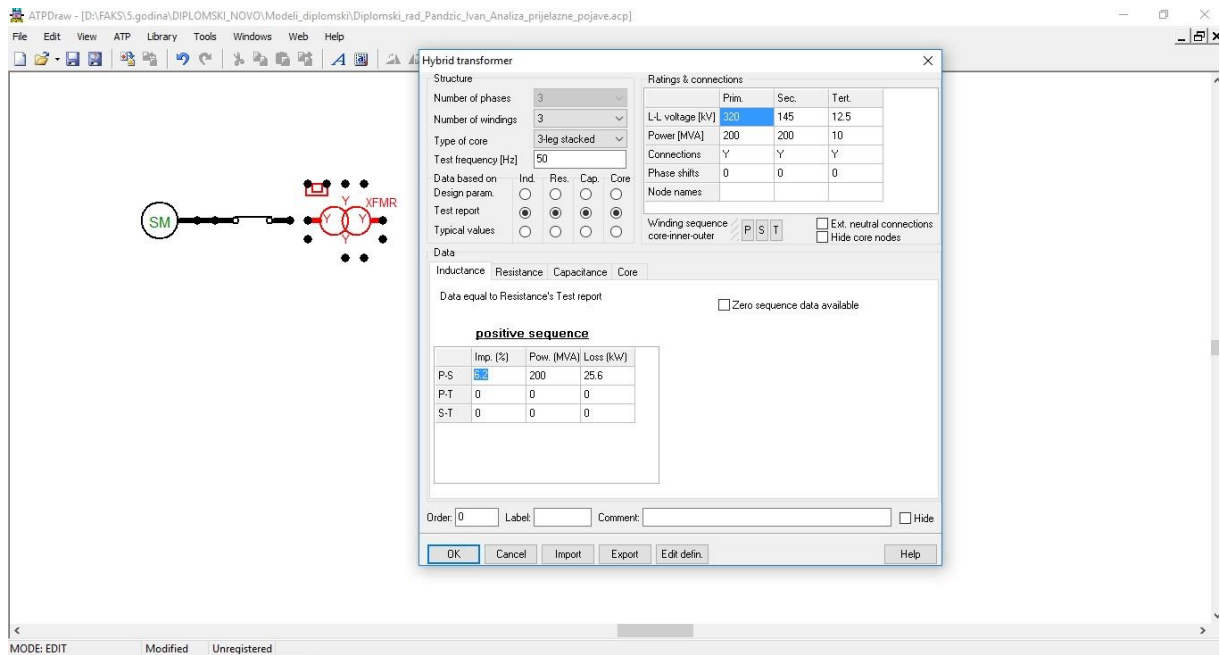 ATPDraw - [D:\FAKS\5.godina\DIPLOMSKI_NOVO\Modeli_diplomski\Diplomski_rad_Pandzic_Ivan_Analiza_prijelazne_pojave.acp]
File Edit View ATP Library Tools Windows Web Help
SM
Y
XFMR
Y Y
Y
Hybrid transformer
Structure
Number of phases 3
Number of windings 3
Type of core 3-leg stacked
Test frequency [Hz] 50
Data based on Ind. Res. Cap. Core
Design param.
Test report
Typical values
Ratings & connections
Prim. Sec. Tert.
L-L voltage [kV] 320 145 12.5
Power [MVA] 200 200 10
Connections Y Y Y
Phase shifts 0 0 0
Node names
Winding sequence
core-inner-outer
P S T
Ext. neutral connections
Hide core nodes
Data
Inductance Resistance Capacitance Core
Data equal to Resistance's Test report
Zero sequence data available
positive sequence
Imp. (%) Pow. (MVA) Loss (kW)
P-S 6.2 200 25.6
P-T 0 0 0
S-T 0 0 0
Order: 0 Label: Comment: Hide
OK Cancel Import Export Edit defin. Help
MODE: EDIT Modified Unregistered